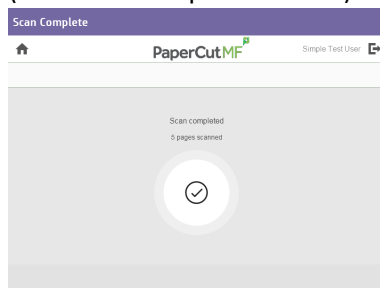 Scan Complete
PaperCut MF
Simple Test User
Scan completed
5 pages scanned